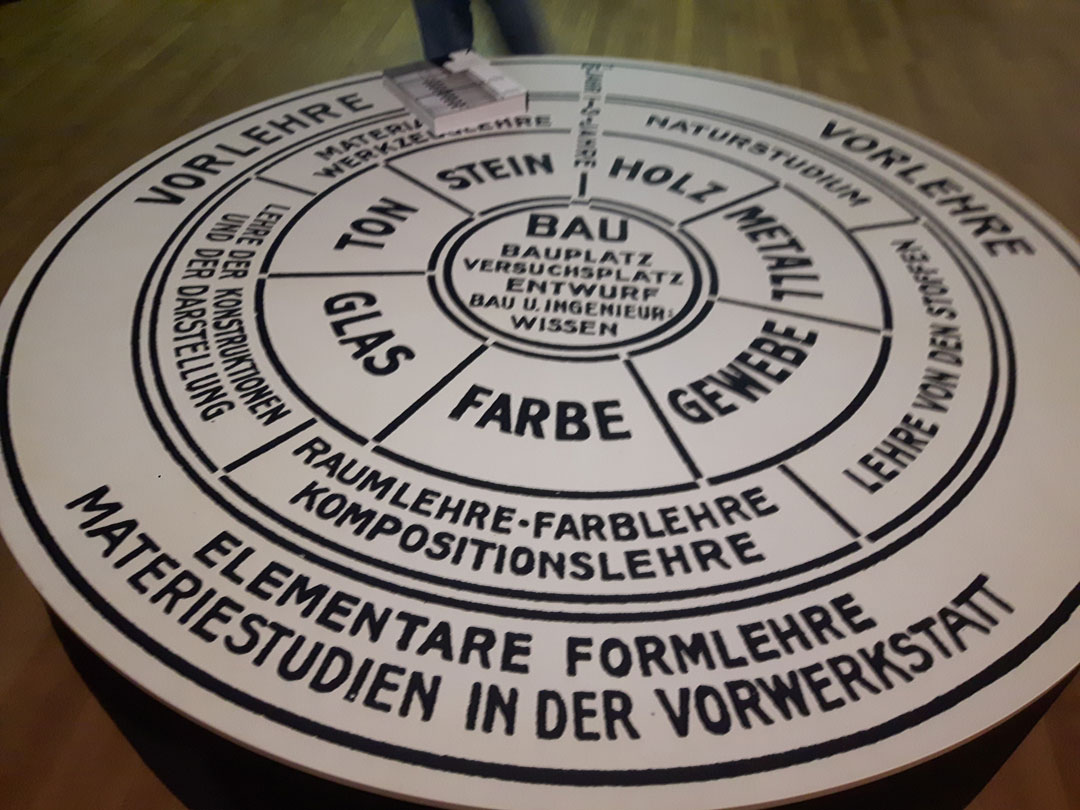 VORLEHRE
VORLEHRE
ELEMENTARE FORMLEHRE
MATERIESTUDIEN IN DER VORWERKSTATT
NATURSTUDIUM
LEHRE VON DEN STOFFEN
RAUMLEHRE·FARBLEHRE
KOMPOSITIONSLEHRE
LEHRE DER KONSTRUKTIONEN
UND DER DARSTELLUNG
STEIN
HOLZ
METALL
GEWEBE
FARBE
GLAS
TON
BAU
BAUPLATZ
VERSUCHSPLATZ
ENTWURF
BAU U. INGENIEUR:
WISSEN